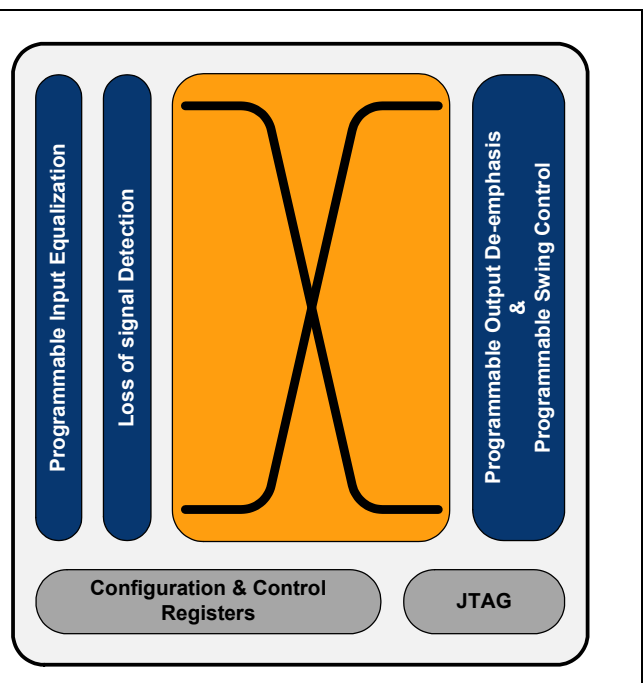 Programmable Input Equalization
Loss of signal Detection
Programmable Output De-emphasis
&
Programmable Swing Control
Configuration & Control
Registers
JTAG